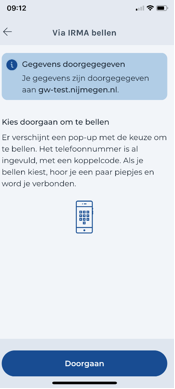 09:12
Via IRMA bellen
Gegevens doorgegegeven
Je gegevens zijn doorgegeven
aan gw-test.nijmegen.nl.
Kies doorgaan om te bellen
Er verschijnt een pop-up met de keuze om
te bellen. Het telefoonnummer is al
ingevuld, met een koppelcode. Als je
bellen kiest, hoor je een paar piepjes en
word je verbonden.
Doorgaan